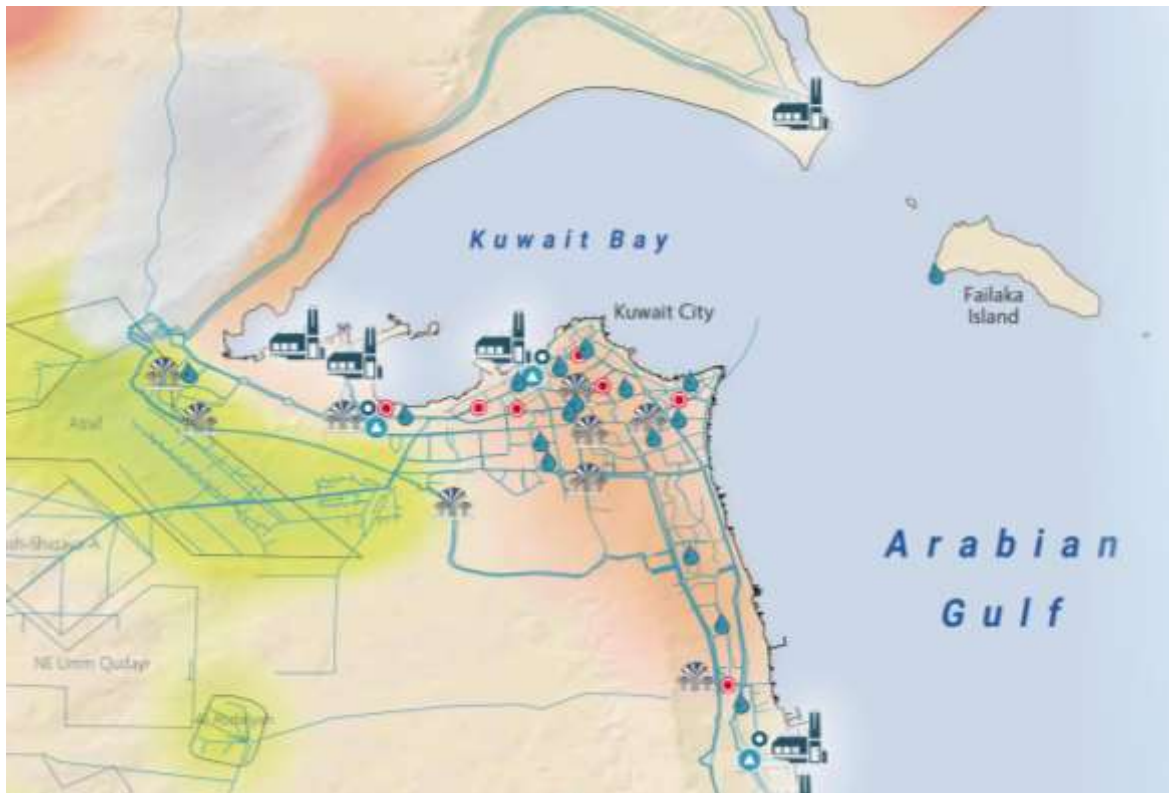 Kuwait Bay
Kuwait City
Failaka
Island
Arabian
Gulf
NE Umm Qudayr